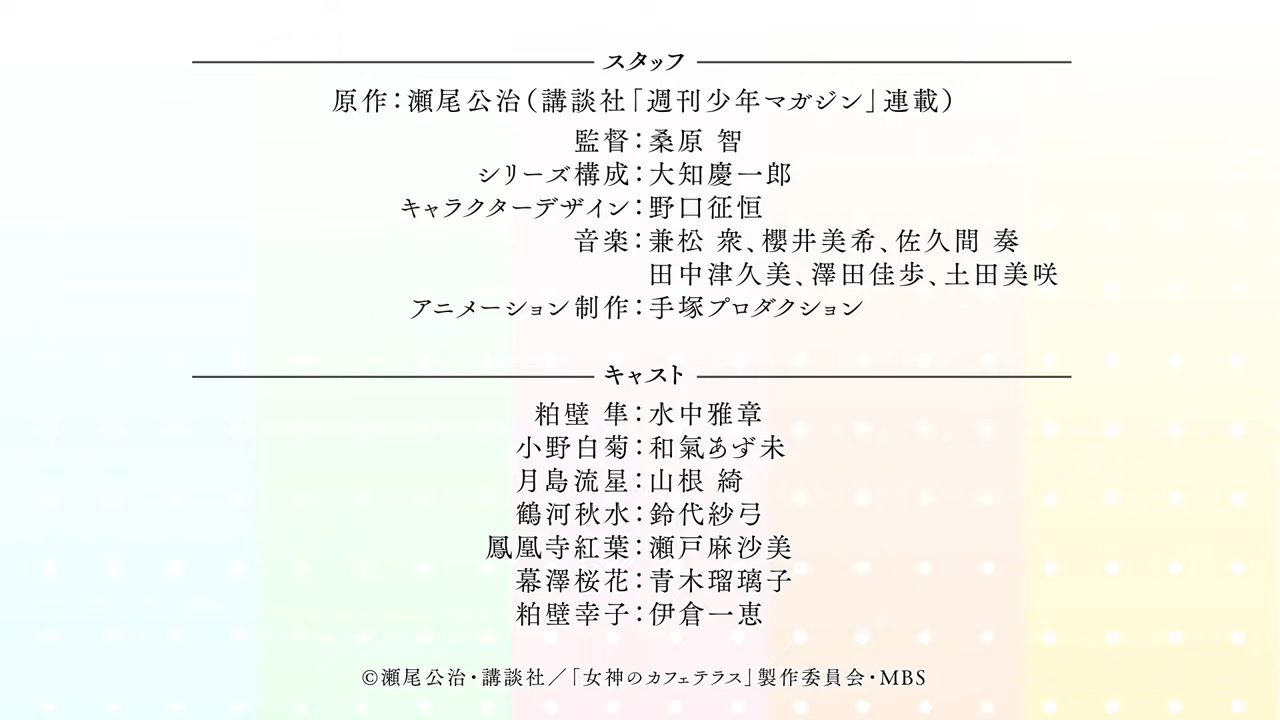 スタッフ
原作：瀬尾公治（講談社「週刊少年マガジン」連載）
監督：桑原 智
シリーズ構成：大知慶一郎
キャラクターデザイン：野口征恒
音楽：兼松 衆、櫻井美希、佐久間 奏
田中津久美、澤田佳歩、土田美咲
アニメーション制作：手塚プロダクション
キャスト
粕壁 隼：水中雅章
小野白菊：和氣あず未
月島流星：山根 綺
鶴河秋水：鈴代紗弓
鳳凰寺紅葉：瀬戸麻沙美
幕澤桜花：青木瑠璃子
粕壁幸子：伊倉一恵
©瀬尾公治・講談社／「女神のカフェテラス」製作委員会・MBS